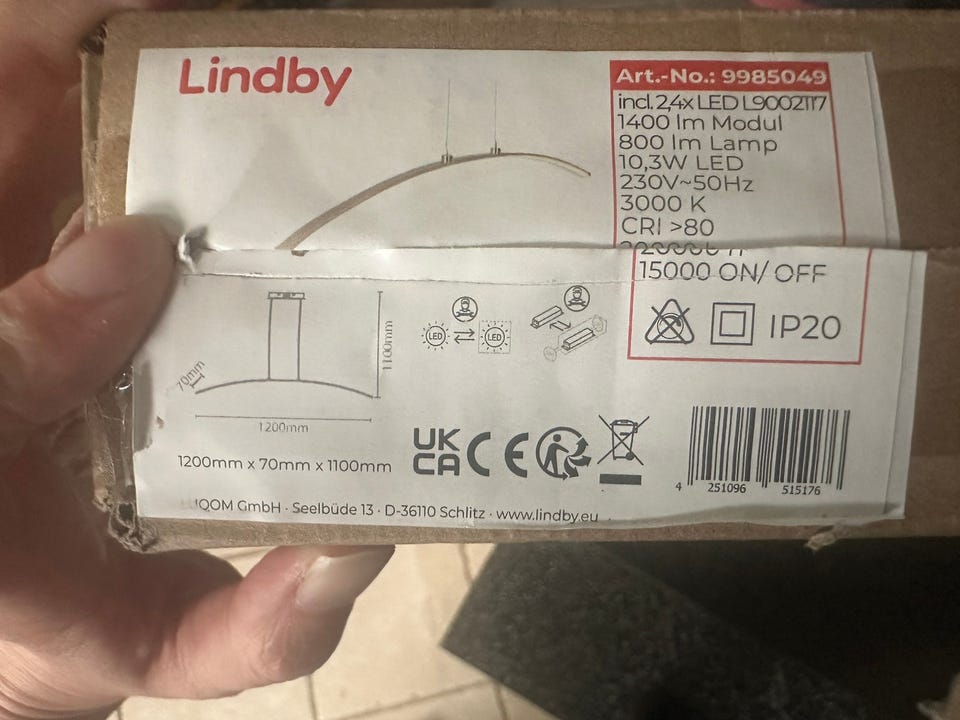 Lindby
Art.-No.: 9985049
incl. 2,4x LED L9002117
1400 lm Modul
800 lm Lamp
10,3W LED
230V~50Hz
3000 K
CRI >80
15000 ON/OFF
IP20
LED
LED
1100mm
70mm
1200mm
1200mm x 70mm x 1100mm
UK
CA
CE
4 251096 515176
GmbH · Seelbüde 13 · D-36110 Schlitz · www.lindby.eu